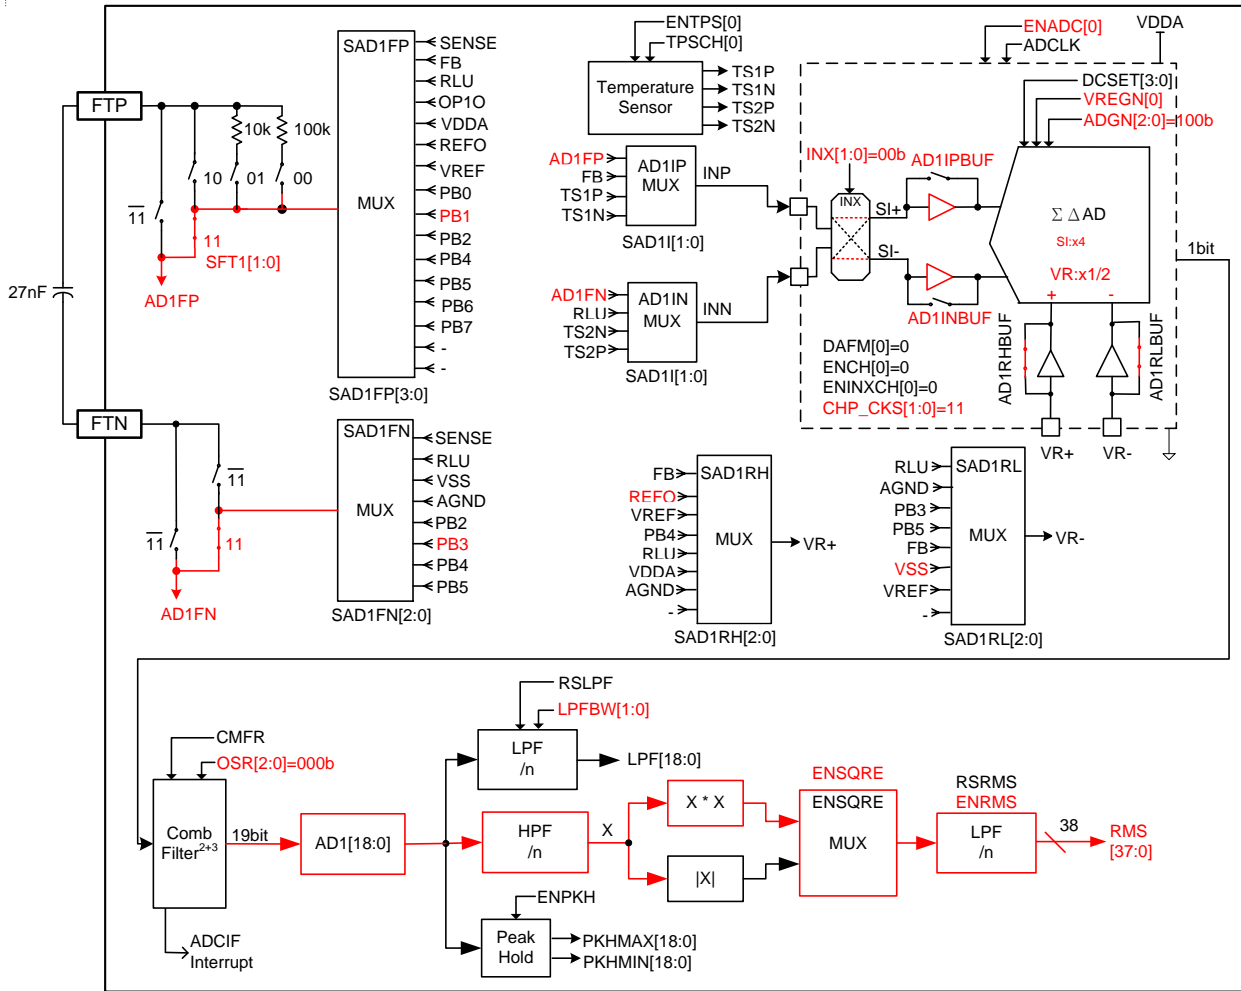 FTP
27nF
FTN
10k
100k
10
01
00
11
11
SFT1[1:0]
AD1FP
SAD1FP
MUX
SENSE
FB
RLU
OP1O
VDDA
REFO
VREF
PB0
PB1
PB2
PB4
PB5
PB6
PB7
-
-
SAD1FP[3:0]
11
11
11
AD1FN
SAD1FN
MUX
SENSE
RLU
VSS
AGND
PB2
PB3
PB4
PB5
SAD1FN[2:0]
ENTPS[0]
TPSCH[0]
Temperature
Sensor
TS1P
TS1N
TS2P
TS2N
AD1FP
FB
TS1P
TS1N
AD1IP
MUX
INP
SAD1I[1:0]
AD1FN
RLU
TS2N
TS2P
AD1IN
MUX
INN
SAD1I[1:0]
ENADC[0]
ADCLK
VDDA
DCSET[3:0]
VREGN[0]
ADGN[2:0]=100b
INX[1:0]=00b
INX
AD1IPBUF
SI+
SI-
AD1INBUF
Σ Δ AD
SI:x4
VR:x1/2
+
-
1bit
DAFM[0]=0
ENCH[0]=0
ENINXCH[0]=0
CHP_CKS[1:0]=11
AD1RHBUF
AD1RLBUF
VR+
VR-
FB
REFO
VREF
PB4
RLU
VDDA
AGND
-
SAD1RH
MUX
VR+
SAD1RH[2:0]
RLU
AGND
PB3
PB5
FB
VSS
VREF
-
SAD1RL
MUX
VR-
SAD1RL[2:0]
CMFR
OSR[2:0]=000b
Comb
Filter2+3
19bit
ADCIF
Interrupt
AD1[18:0]
RSLPF
LPFBW[1:0]
LPF
/n
LPF[18:0]
HPF
/n
X
X * X
|X|
ENPKH
Peak
Hold
PKHMAX[18:0]
PKHMIN[18:0]
ENSQRE
ENSQRE
MUX
RSRMS
ENRMS
LPF
/n
38
RMS
[37:0]